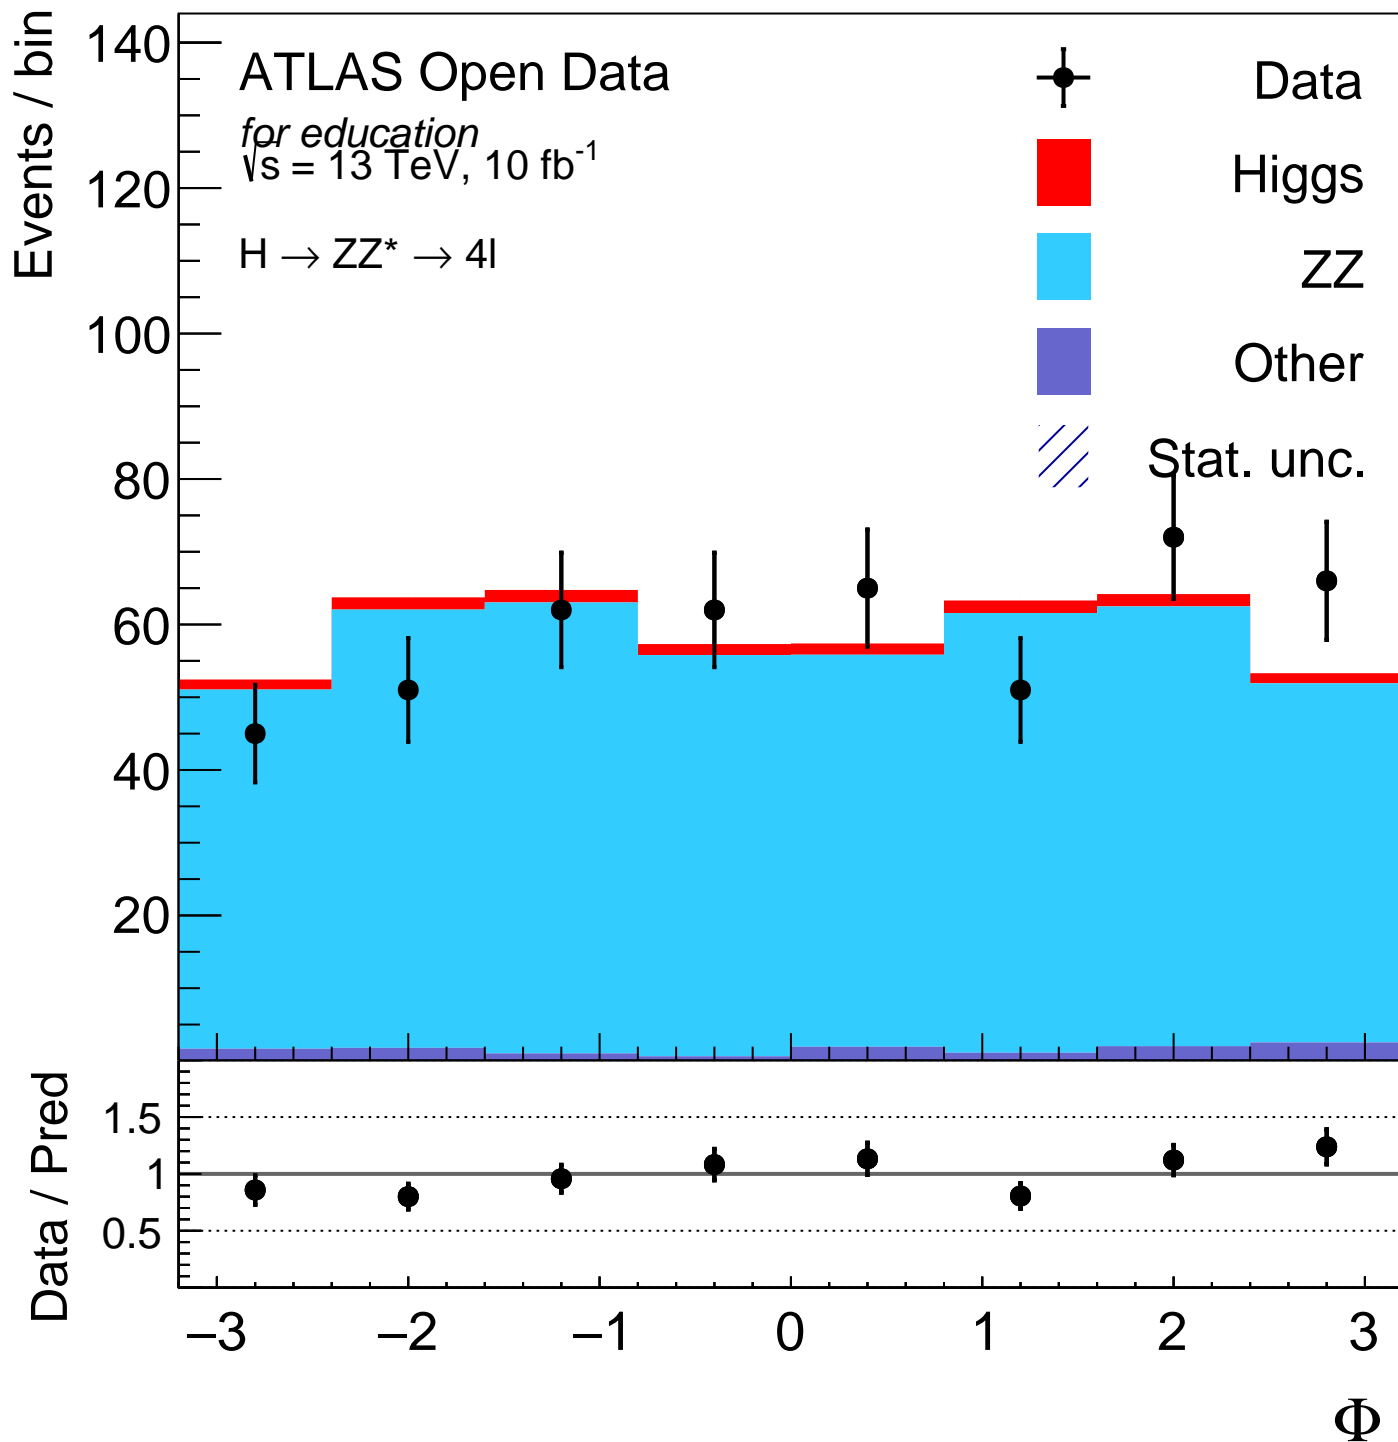 Events / bin
140
120
100
80
60
40
20
ATLAS Open Data
for education
√s = 13 TeV, 10 fb⁻¹
H → ZZ* → 4l
Data
Higgs
ZZ
Other
Stat. unc.
Data / Pred
1.5
1
0.5
−3 −2 −1 0 1 2 3
Φ